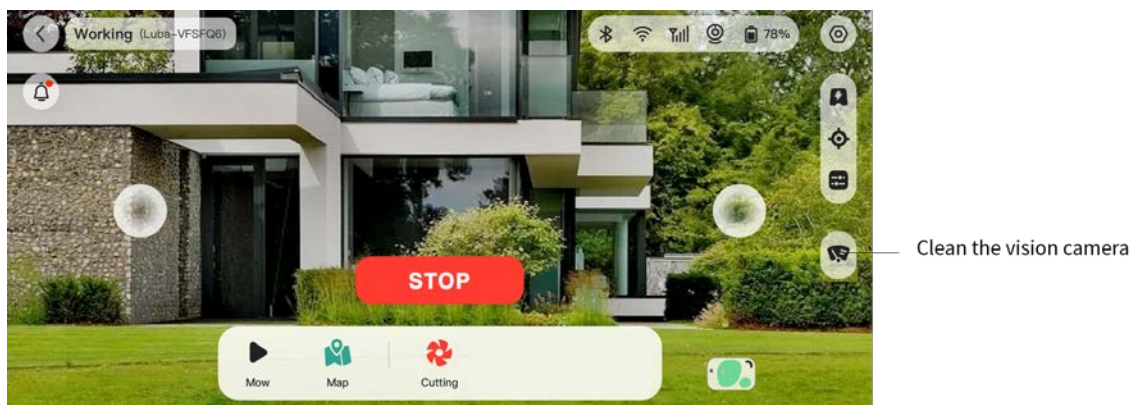 Working (Luba-VFSFQ6)
78%
Clean the vision camera
STOP
Mow Map Cutting